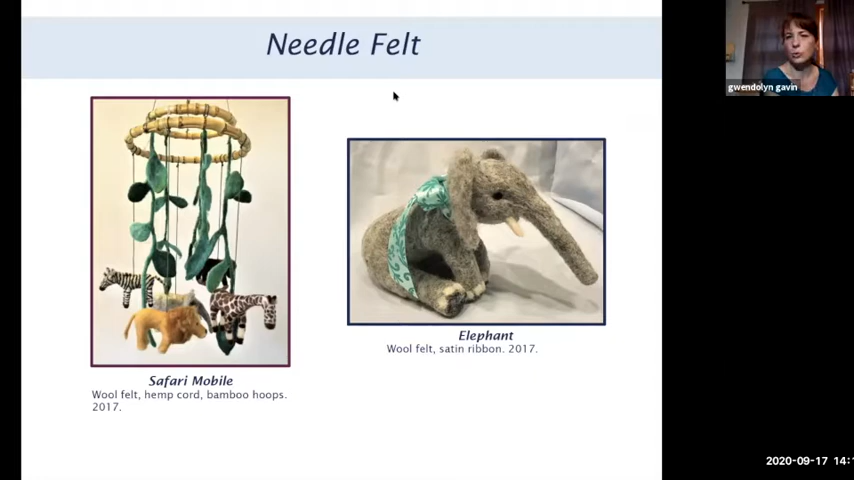 Needle Felt
gwendolyn gavin
Elephant
Wool felt, satin ribbon. 2017.
Safari Mobile
Wool felt, hemp cord, bamboo hoops.
2017.
2020-09-17 14: